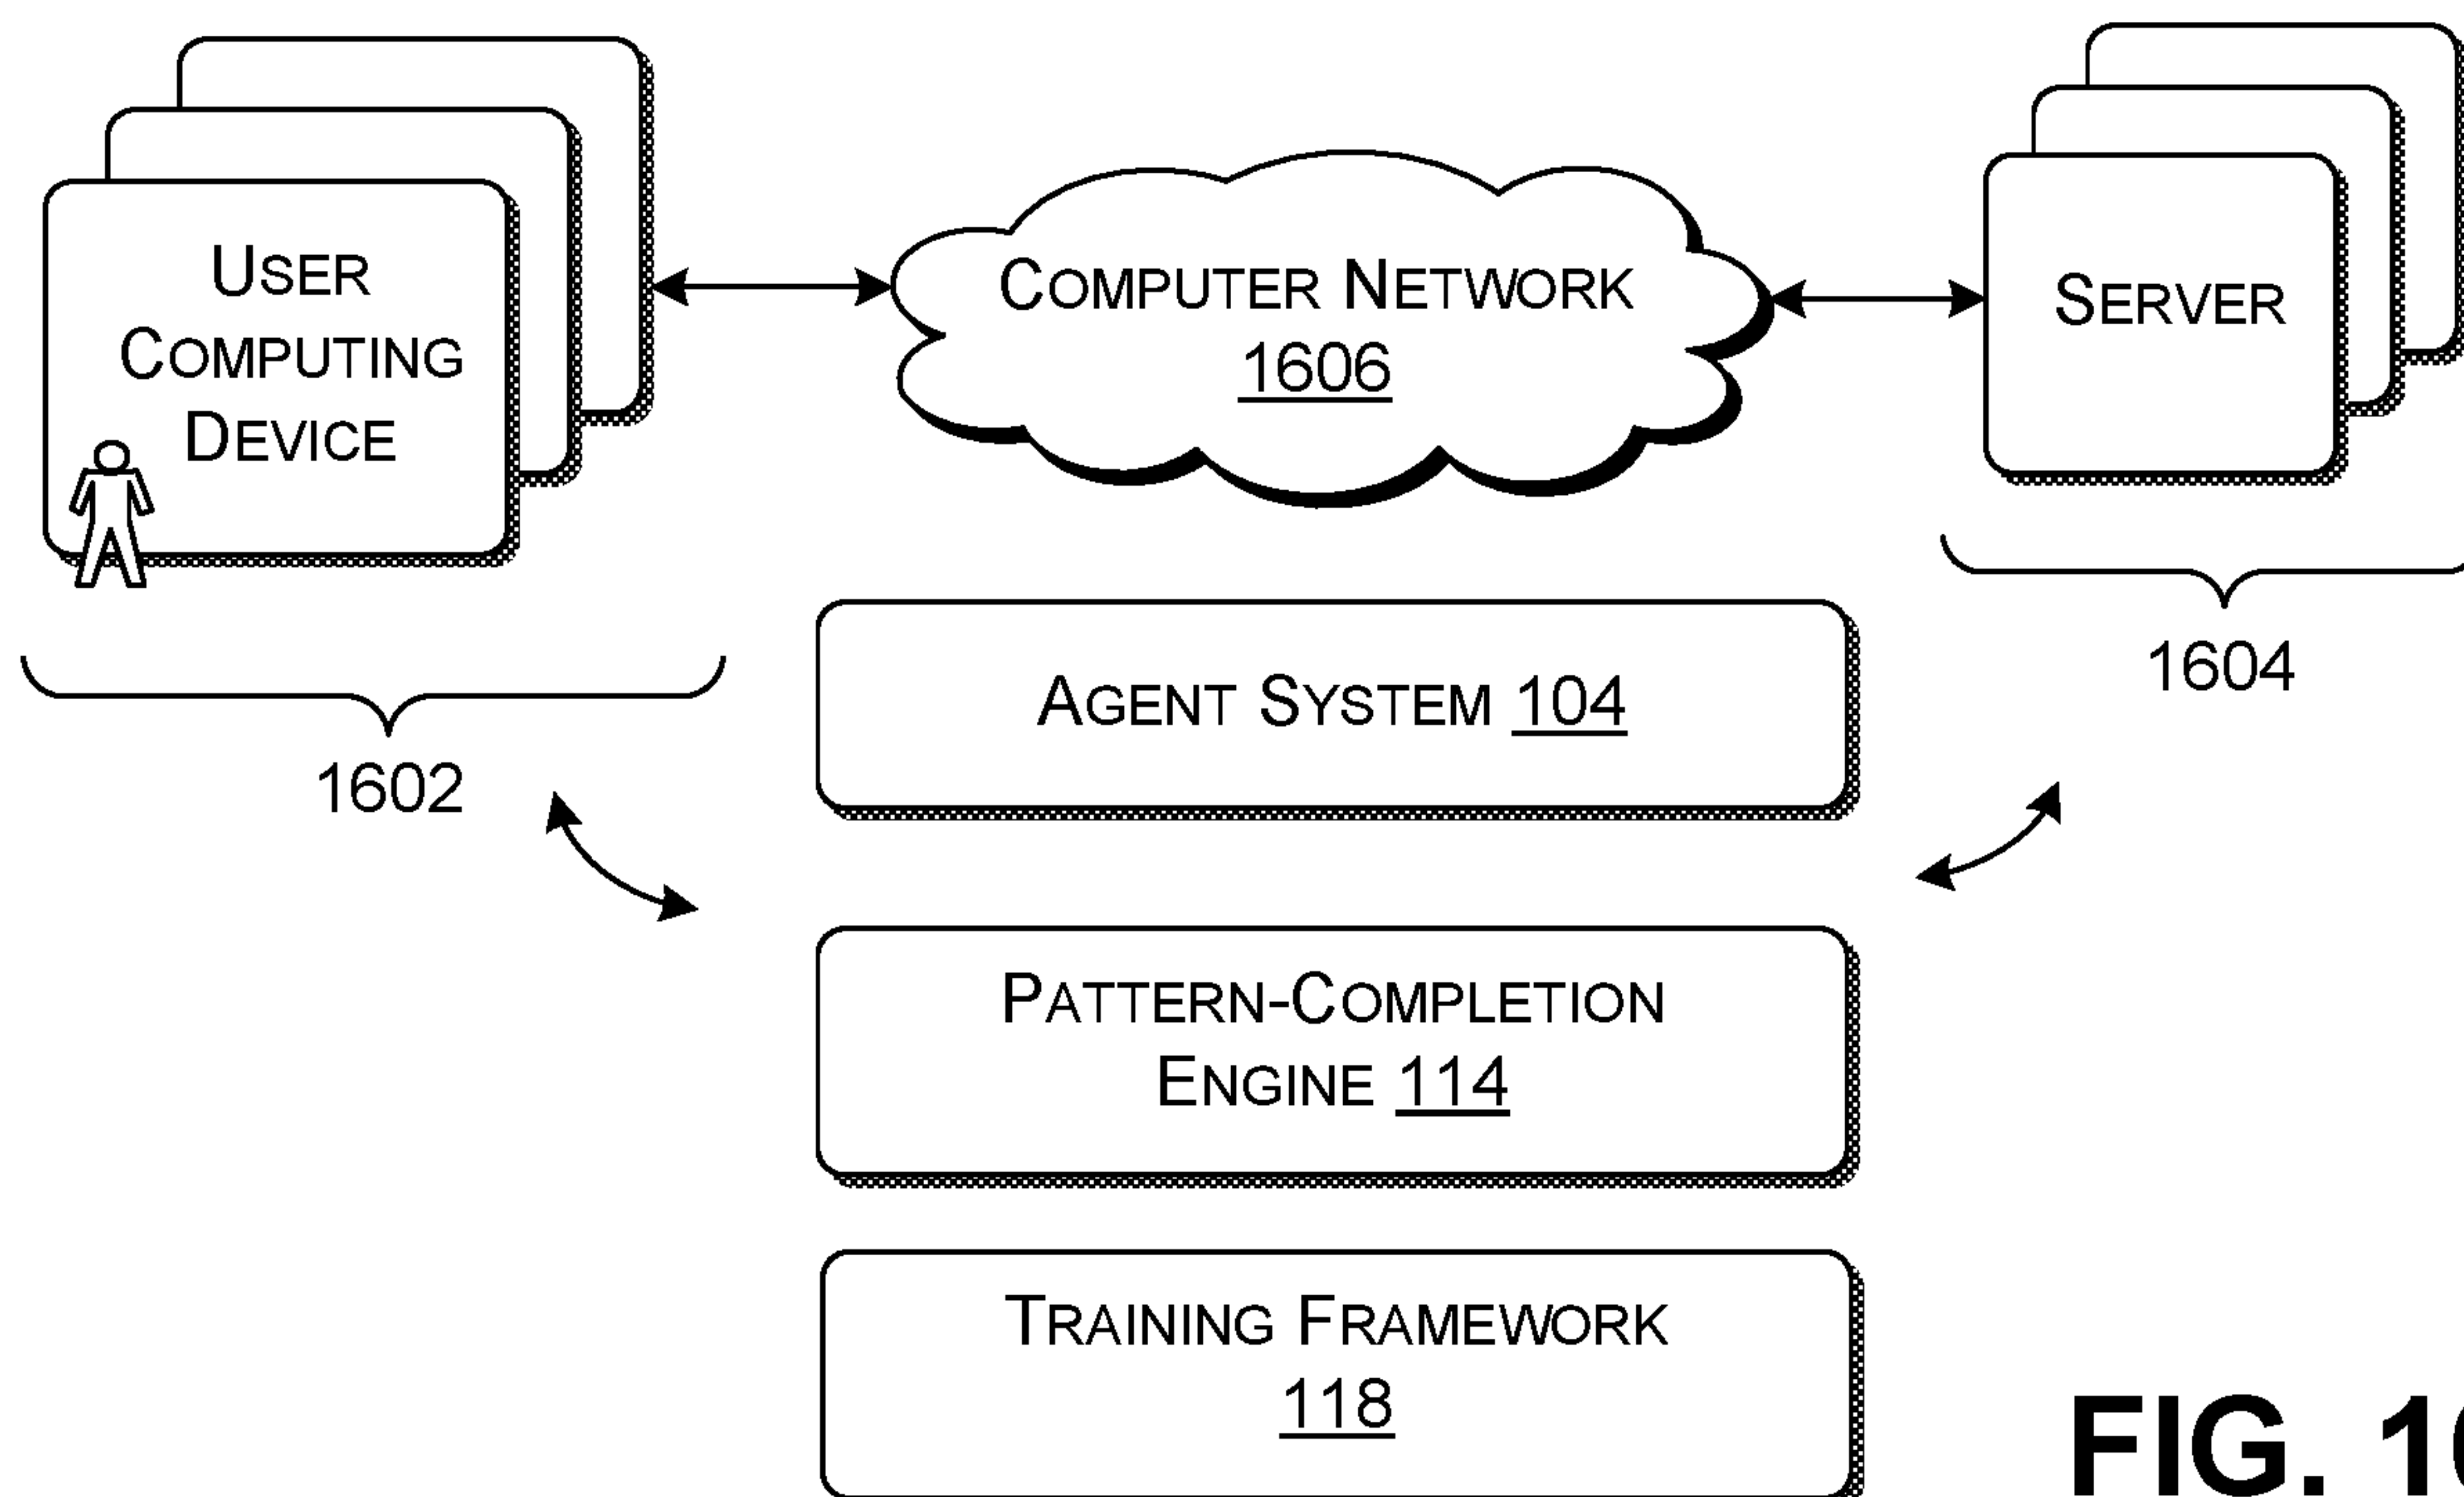 USER
COMPUTING
DEVICE
COMPUTER NETWORK
1606
SERVER
1602
1604
AGENT SYSTEM 104
PATTERN-COMPLETION
ENGINE 114
TRAINING FRAMEWORK
118
FIG.